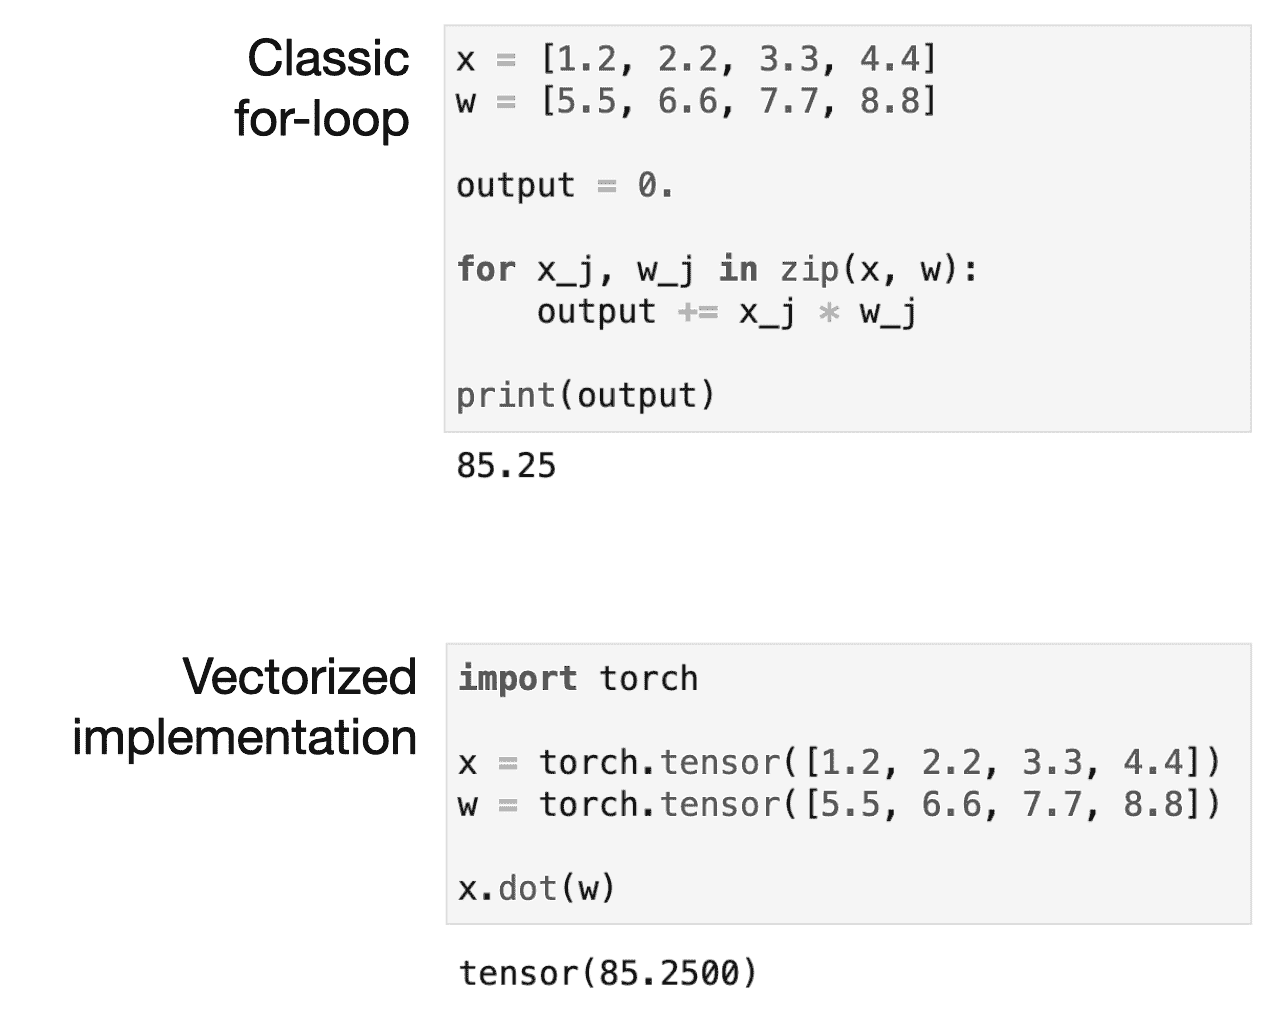 Classic
for-loop
x = [1.2, 2.2, 3.3, 4.4]
w = [5.5, 6.6, 7.7, 8.8]
output = 0.
for x_j, w_j in zip(x, w):
    output += x_j * w_j
print(output)
85.25
Vectorized
implementation
import torch
x = torch.tensor([1.2, 2.2, 3.3, 4.4])
w = torch.tensor([5.5, 6.6, 7.7, 8.8])
x.dot(w)
tensor(85.2500)